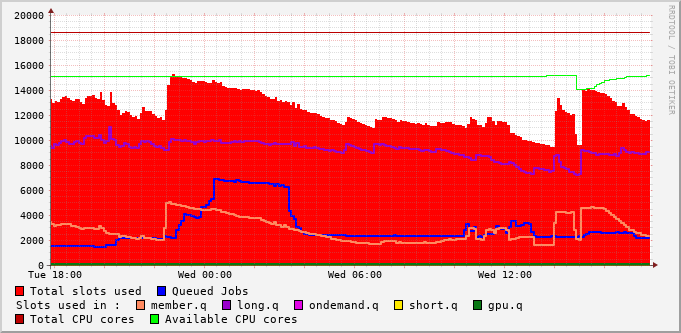 20000
18000
16000
14000
12000
10000
8000
6000
4000
2000
0
Tue 18:00 Wed 00:00 Wed 06:00 Wed 12:00
Total slots used Queued Jobs
Slots used in : member.q long.q ondemand.q short.q gpu.q
Total CPU cores Available CPU cores
RRDTOOL / TOBI OETIKER